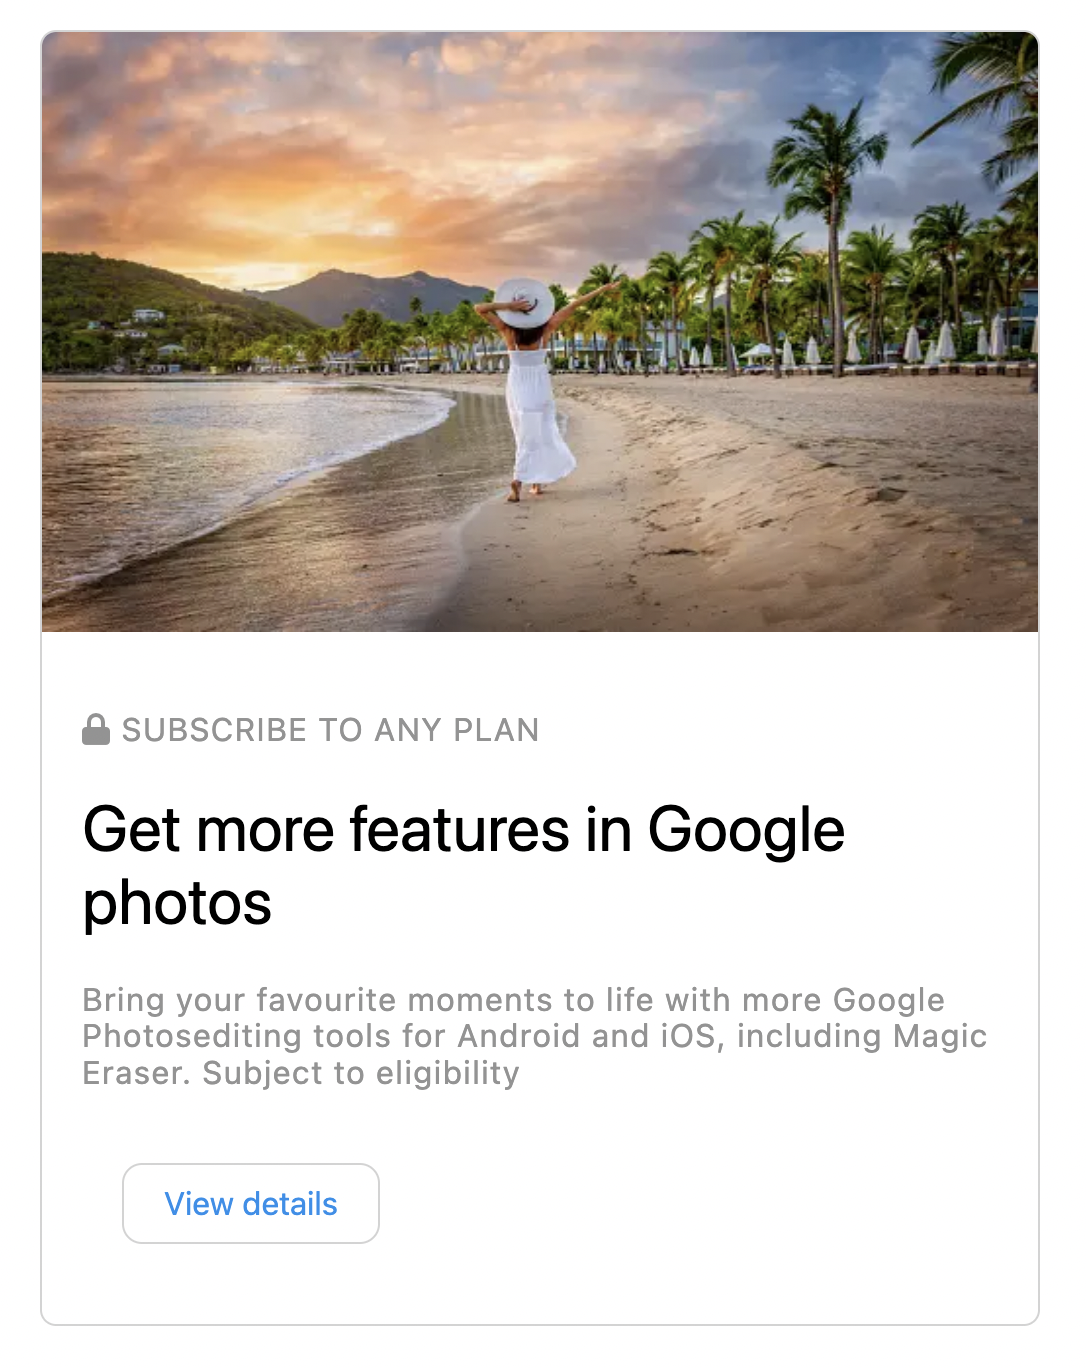 SUBSCRIBE TO ANY PLAN
Get more features in Google
photos
Bring your favourite moments to life with more Google
Photosediting tools for Android and iOS, including Magic
Eraser. Subject to eligibility
View details